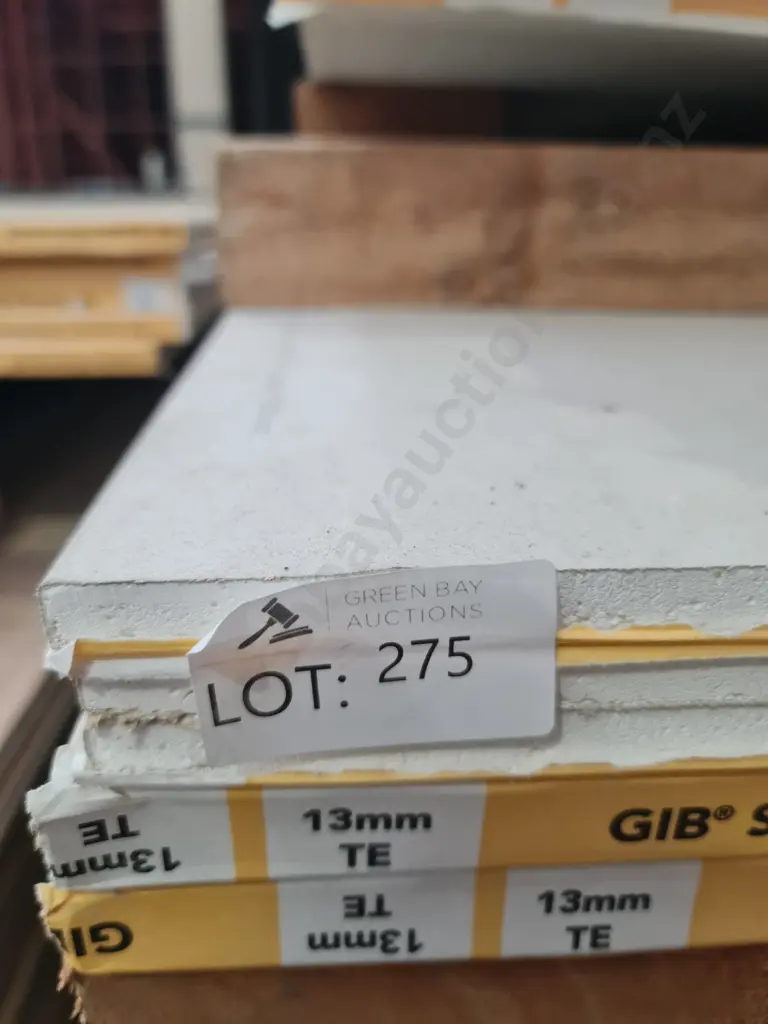 GREEN BAY
AUCTIONS
LOT: 275
13mm
TE
13mm
TE
GIB® S
GIB
13mm
TE
13mm
TE